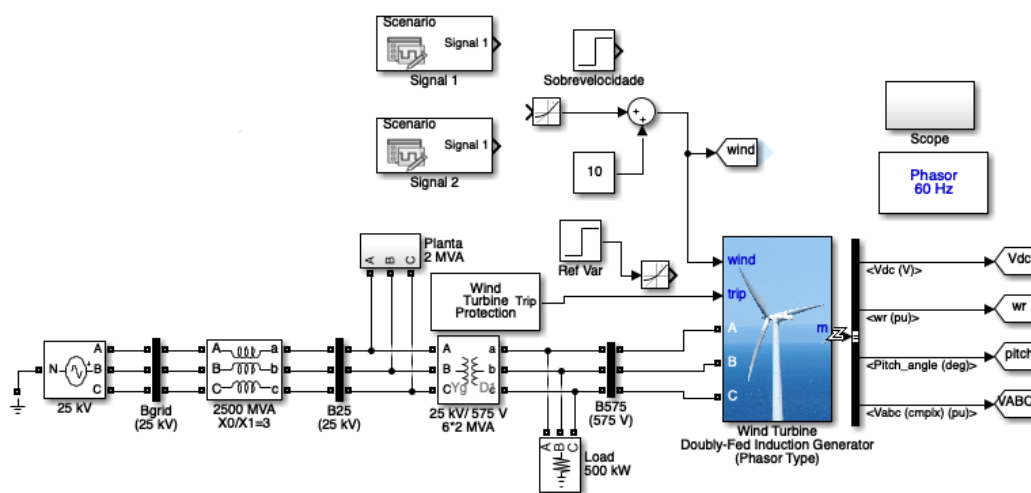 Scenario
Signal 1
Signal 1
Sobrevelocidade
Scenario
Signal 1
Signal 2
+
+
10
wind
Scope
Phasor
60 Hz
Planta
2 MVA
A B C
Ref Var
Wind
Turbine
Protection
Trip
wind
trip
A
B
C
m
<Vdc (V)>
<wr (pu)>
<Pitch_angle (deg)>
<Vabc (cmplx) (pu)>
Vdc
wr
pitch
VABC
Wind Turbine
Doubly-Fed Induction Generator
(Phasor Type)
N
A
B
C
25 kV
Bgrid
(25 kV)
A a
B b
C c
2500 MVA
X0/X1=3
B25
(25 kV)
A a
B b
C c
Yg
25 kV/ 575 V
6*2 MVA
B575
(575 V)
A B C
Load
500 kW